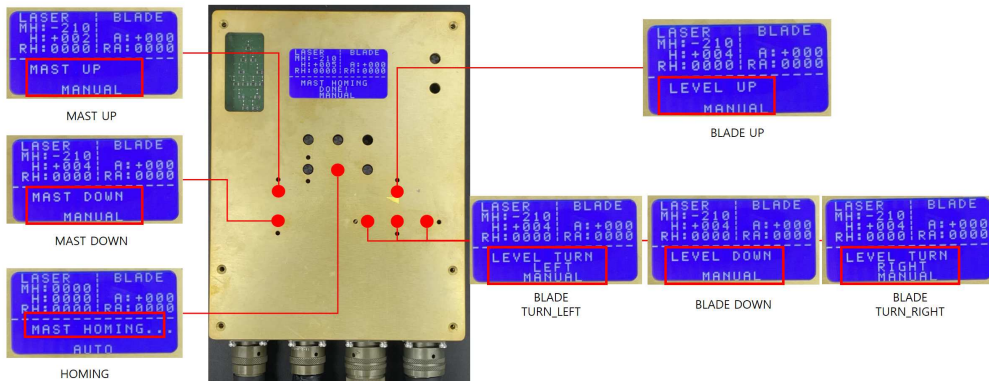 LASER | BLADE
MH:-210|
H:+002 | A:+000
RH:0000|RA:0000
MAST UP
MANUAL
MAST UP
LASER | BLADE
MH:-210|
H:+004 | A:+000
RH:0000|RA:0000
MAST DOWN
MANUAL
MAST DOWN
LASER | BLADE
MH:0000|
H:0000 | A:+000
RH:0000|RA:0000
MAST HOMING...
AUTO
HOMING
LASER | BLADE
MH:-210|
H:+005 | A:+000
RH:0000|RA:0000
MAST HOMING
DONE!
MANUAL
LASER | BLADE
MH:-210|
H:+004 | A:+000
RH:0000|RA:0000
LEVEL UP
MANUAL
BLADE UP
LASER | BLADE
MH:-210|
H:+004 | A:+000
RH:0000|RA:0000
LEVEL TURN
LEFT
MANUAL
BLADE
TURN_LEFT
LASER | BLADE
MH:-210|
H:+004 | A:+000
RH:0000|RA:0000
LEVEL DOWN
MANUAL
BLADE DOWN
LASER | BLADE
MH:-210|
H:+004 | A:+000
RH:0000|RA:0000
LEVEL TURN
RIGHT
MANUAL
BLADE
TURN_RIGHT